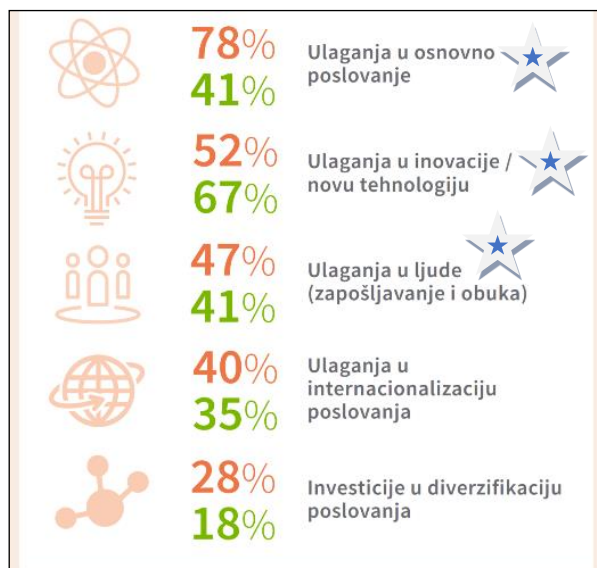 78%
41%
Ulaganja u osnovno
poslovanje
52%
67%
Ulaganja u inovacije /
novu tehnologiju
47%
41%
Ulaganja u ljude
(zapošljavanje i obuka)
40%
35%
Ulaganja u
internacionalizaciju
poslovanja
28%
18%
Investicije u diverzifikaciju
poslovanja